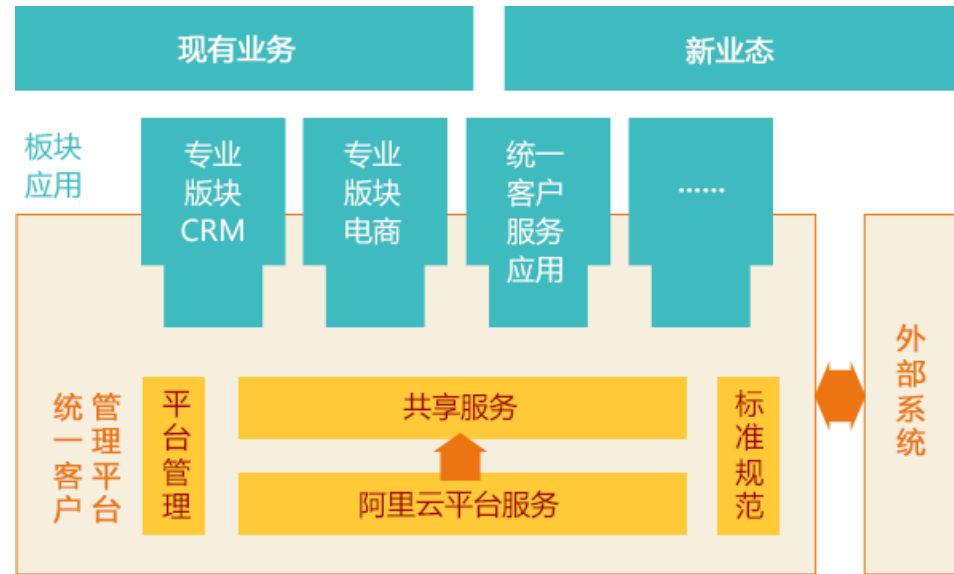 现有业务
新业态
板块
应用
专业
版块
CRM
专业
版块
电商
统一
客户
服务
应用
......
统一客户
管理平台
平台管理
共享服务
阿里云平台服务
标准规范
外部系统